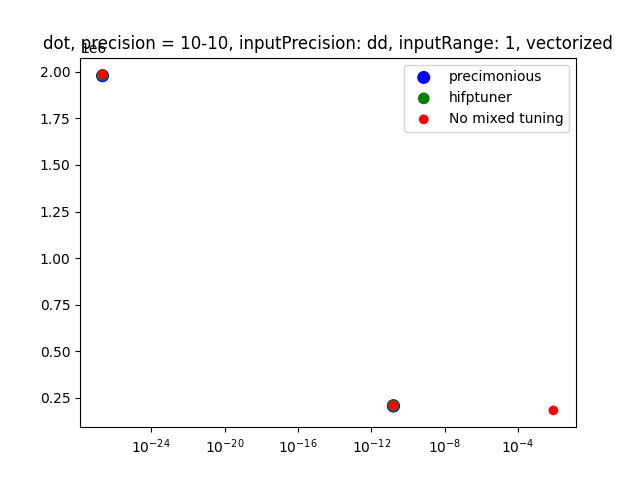 dot, precision = 10-10, inputPrecision: dd, inputRange: 1, vectorized
1e6
precimonious
hifptuner
No mixed tuning
2.00
1.75
1.50
1.25
1.00
0.75
0.50
0.25
10⁻²⁴ 10⁻²⁰ 10⁻¹⁶ 10⁻¹² 10⁻⁸ 10⁻⁴